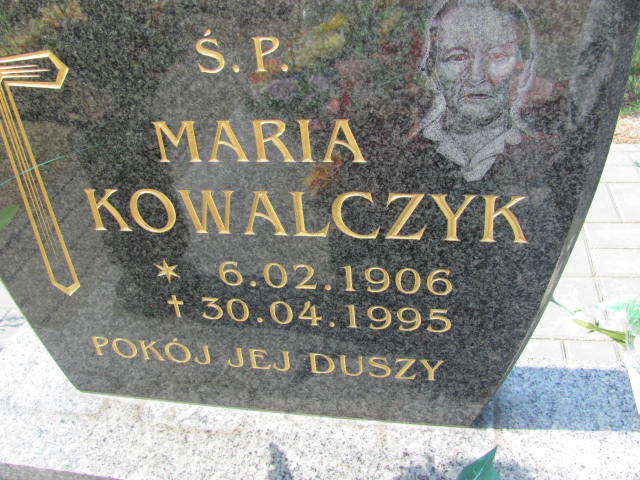 Ś.P.
MARIA
KOWALCZYK
* 6.02.1906
† 30.04.1995
POKÓJ JEJ DUSZY